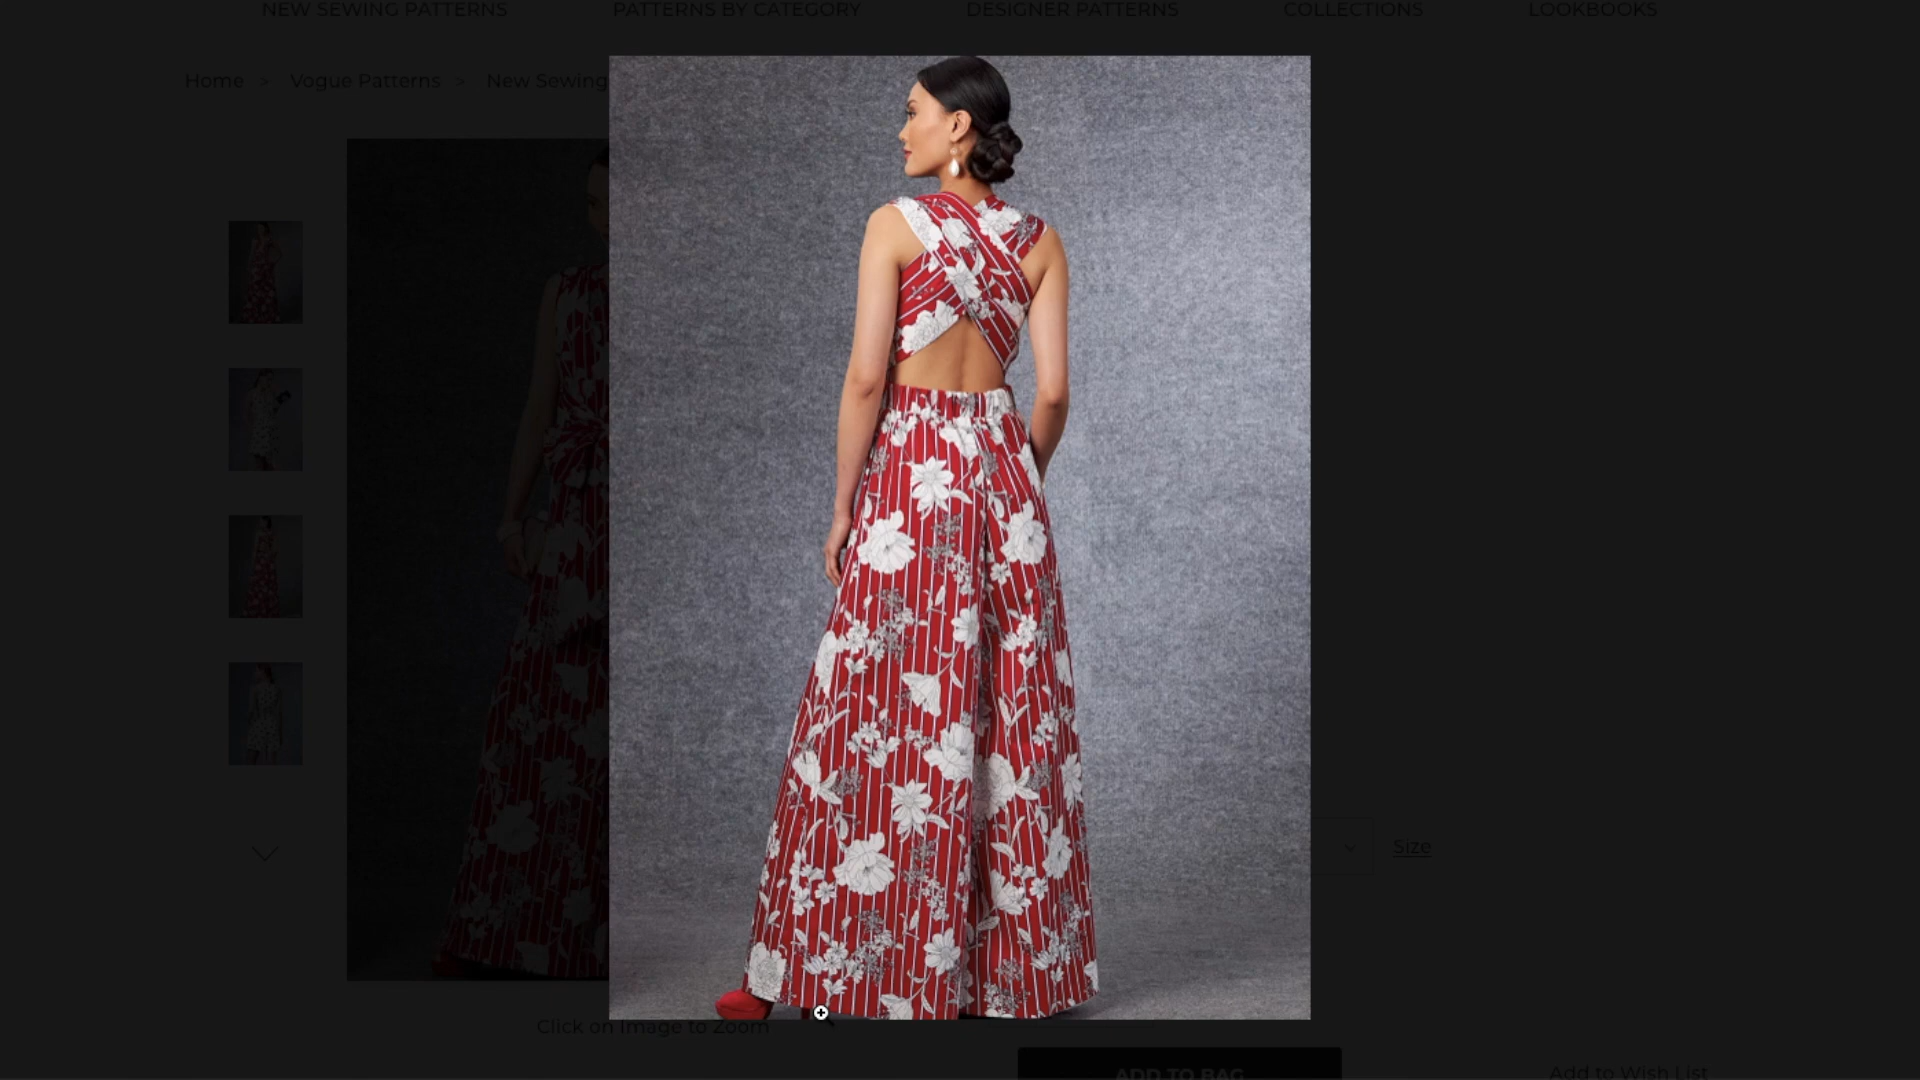 NEW SEWING PATTERNS PATTERNS BY CATEGORY DESIGNER PATTERNS COLLECTIONS LOOKBOOKS
Home > Vogue Patterns > New Sewing
Size
Click on Image to Zoom
ADD TO BAG
Add to Wish List